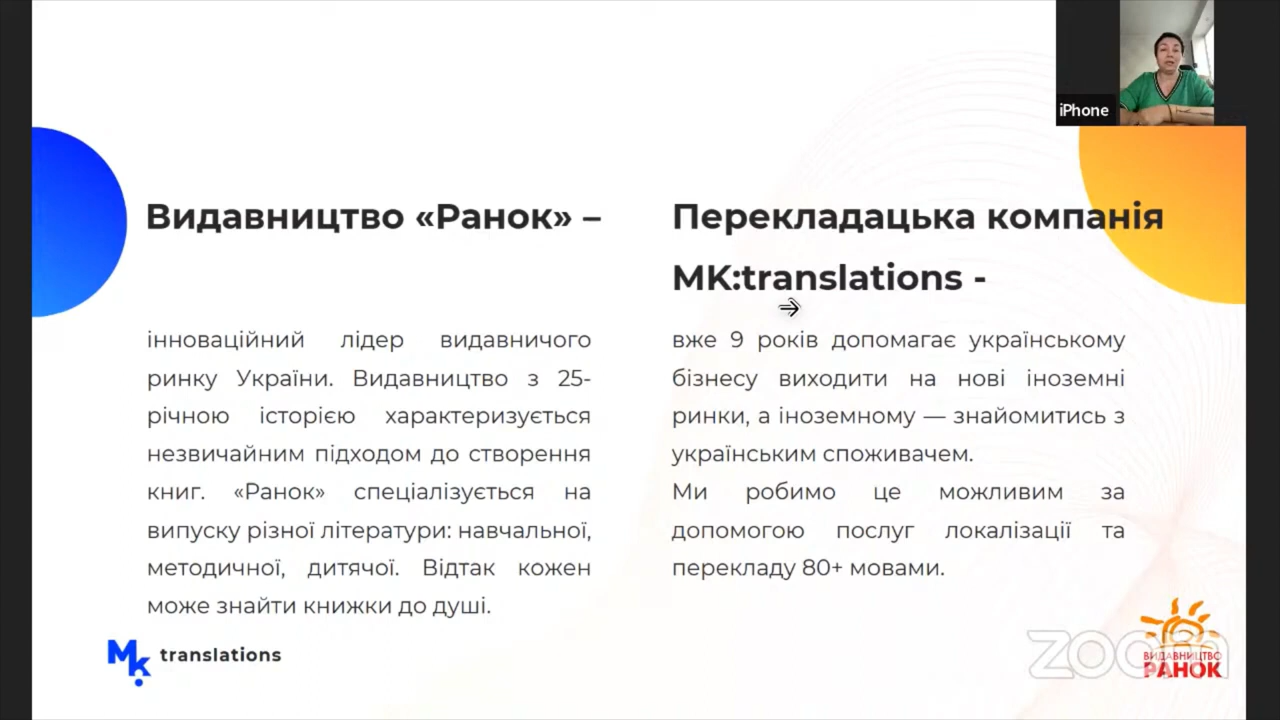 iPhone
Видавництво «Ранок» –
інноваційний лідер видавничого
ринку України. Видавництво з 25-
річною історією характеризується
незвичайним підходом до створення
книг. «Ранок» спеціалізується на
випуску різної літератури: навчальної,
методичної, дитячої. Відтак кожен
може знайти книжки до душі.
Перекладацька компанія
MK:translations -
вже 9 років допомагає українському
бізнесу виходити на нові іноземні
ринки, а іноземному — знайомитись з
українським споживачем.
Ми робимо це можливим за
допомогою послуг локалізації та
перекладу 80+ мовами.
Mk translations
zoom
ВИДАВНИЦТВО
РАНОК